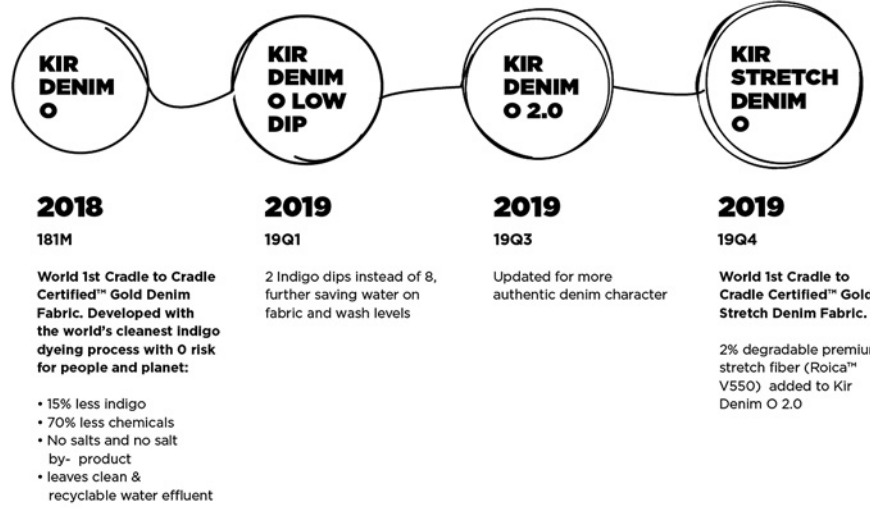 KIR
DENIM
O
KIR
DENIM
O LOW
DIP
KIR
DENIM
O 2.0
KIR
STRETCH
DENIM
O
2018
181M
World 1st Cradle to Cradle
Certified™ Gold Denim
Fabric. Developed with
the world's cleanest indigo
dyeing process with 0 risk
for people and planet:
• 15% less indigo
• 70% less chemicals
• No salts and no salt
by- product
• leaves clean &
recyclable water effluent
2019
19Q1
2 Indigo dips instead of 8,
further saving water on
fabric and wash levels
2019
19Q3
Updated for more
authentic denim character
2019
19Q4
World 1st Cradle to
Cradle Certified™ Gold
Stretch Denim Fabric.
2% degradable premium
stretch fiber (Roica™
V550) added to Kir
Denim O 2.0